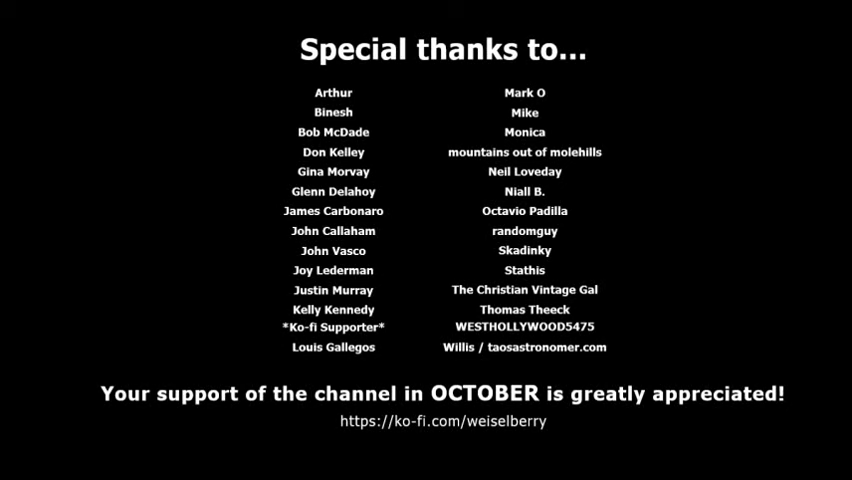 Special thanks to...
Arthur
Binesh
Bob McDade
Don Kelley
Gina Morvay
Glenn Delahoy
James Carbonaro
John Callaham
John Vasco
Joy Lederman
Justin Murray
Kelly Kennedy
*Ko-fi Supporter*
Louis Gallegos
Mark O
Mike
Monica
mountains out of molehills
Neil Loveday
Niall B.
Octavio Padilla
randomguy
Skadinky
Stathis
The Christian Vintage Gal
Thomas Theeck
WESTHOLLYWOOD5475
Willis / taosastronomer.com
Your support of the channel in OCTOBER is greatly appreciated!
https://ko-fi.com/weiselberry